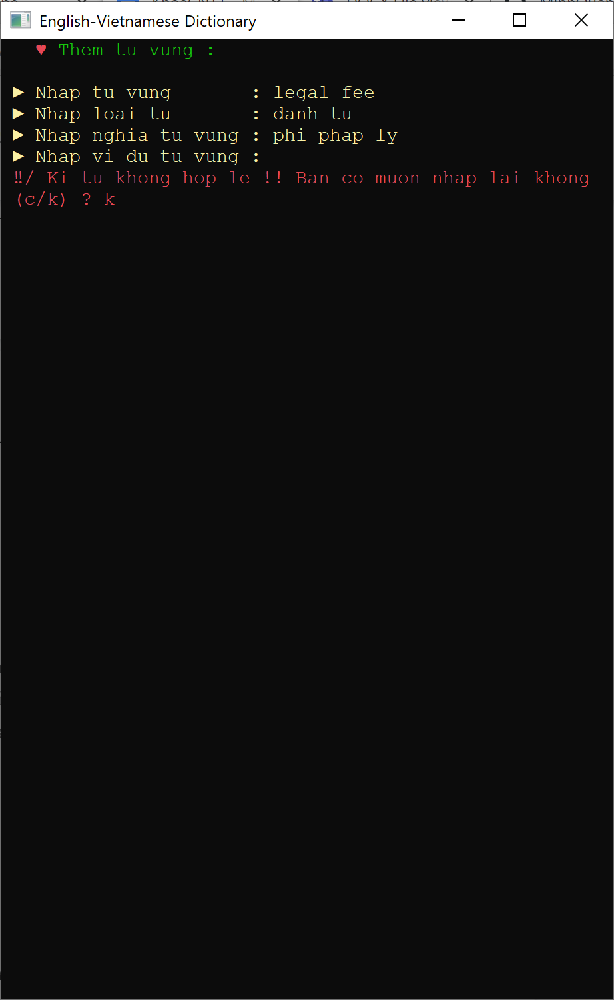 English-Vietnamese Dictionary
♥ Them tu vung :
► Nhap tu vung : legal fee
► Nhap loai tu : danh tu
► Nhap nghia tu vung : phi phap ly
► Nhap vi du tu vung :
‼/ Ki tu khong hop le !! Ban co muon nhap lai khong
(c/k) ? k